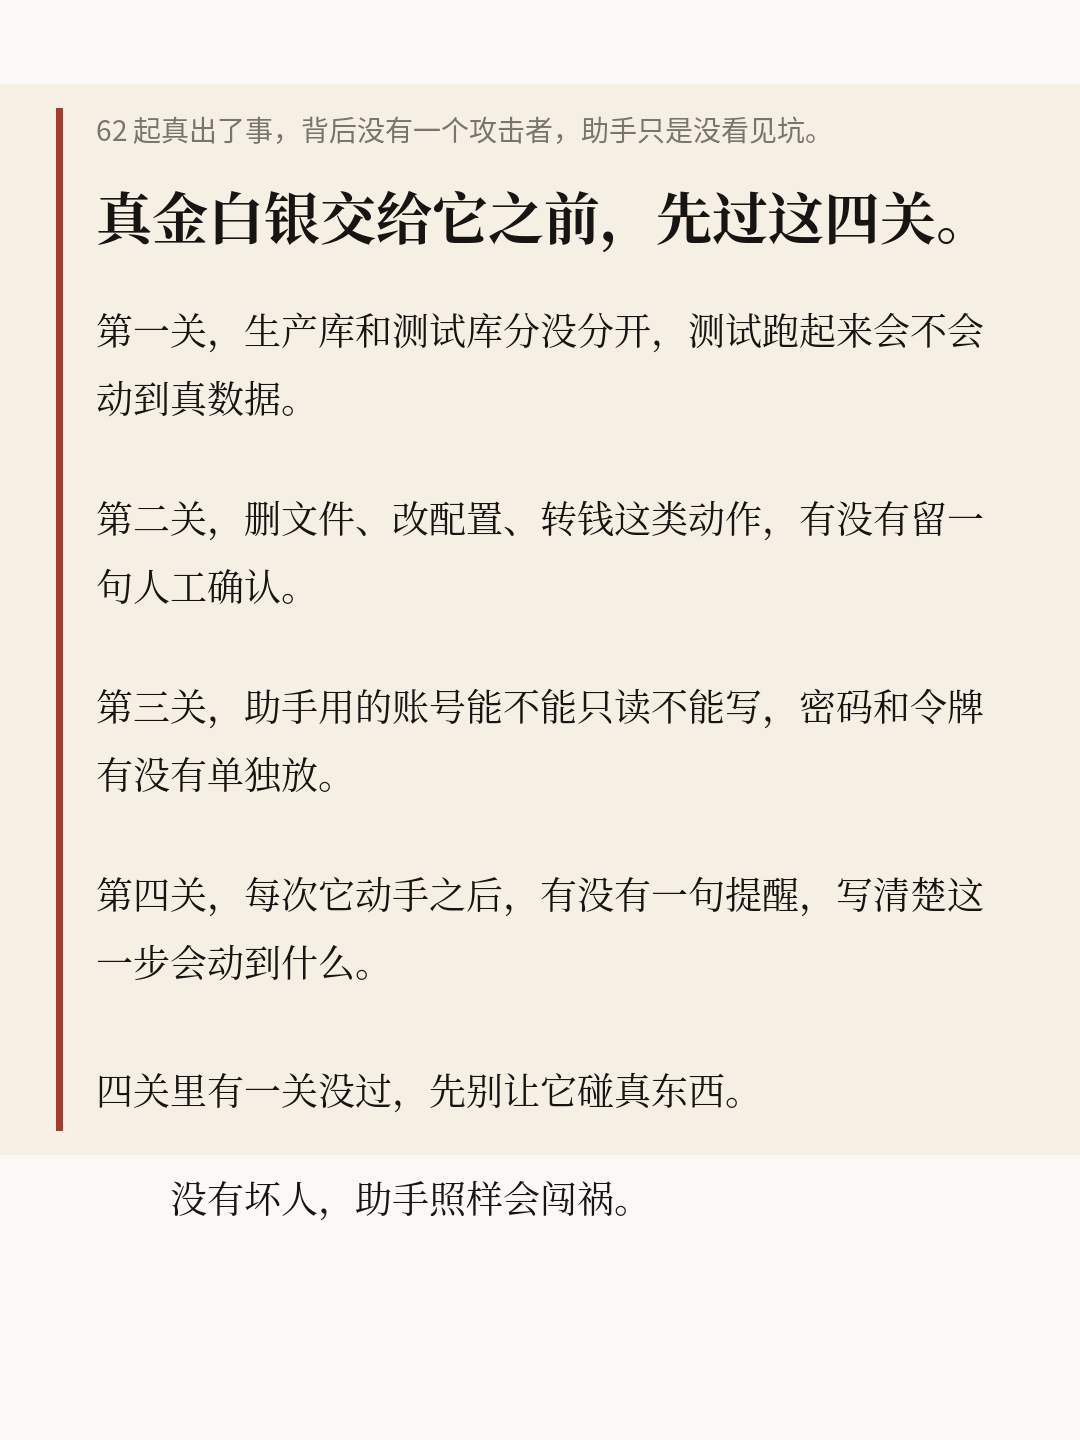 62 起真出了事，背后没有一个攻击者，助手只是没看见坑。
真金白银交给它之前，先过这四关。
第一关，生产库和测试库分没分开，测试跑起来会不会
动到真数据。
第二关，删文件、改配置、转钱这类动作，有没有留一
句人工确认。
第三关，助手用的账号能不能只读不能写，密码和令牌
有没有单独放。
第四关，每次它动手之后，有没有一句提醒，写清楚这
一步会动到什么。
四关里有一关没过，先别让它碰真东西。
没有坏人，助手照样会闯祸。